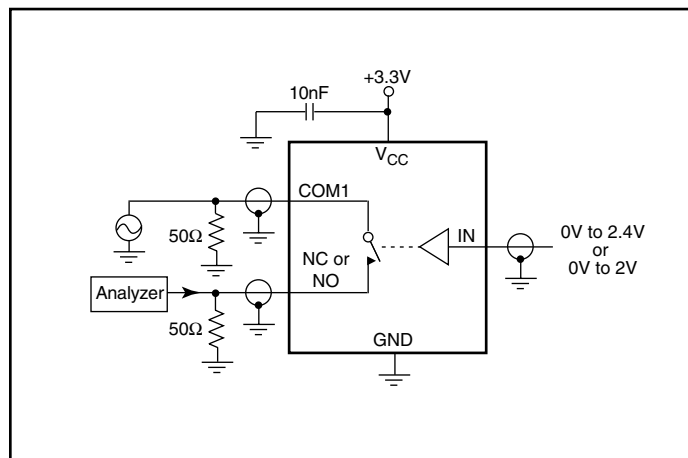 +3.3V
10nF
VCC
COM1
50Ω
NC or
NO
IN
0V to 2.4V
or
0V to 2V
Analyzer
50Ω
GND